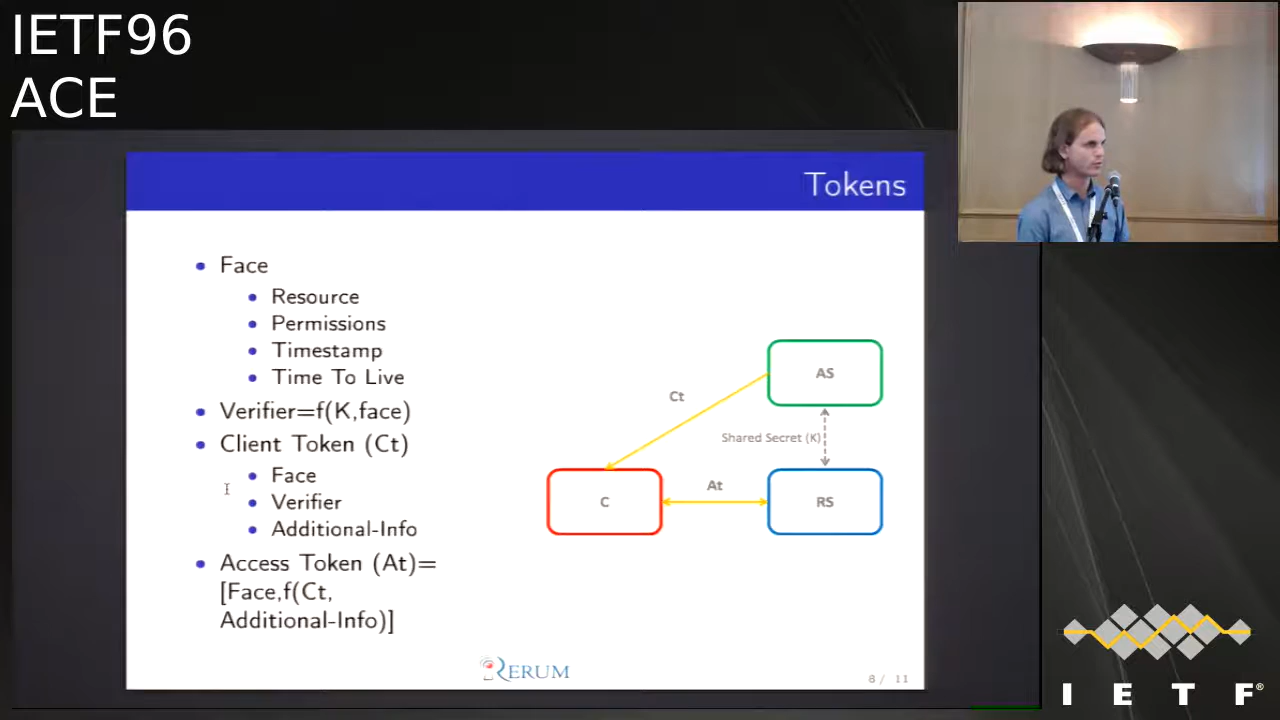 IETF96
ACE
Tokens
Face
Resource
Permissions
Timestamp
Time To Live
Verifier=f(K,face)
Client Token (Ct)
Face
Verifier
Additional-Info
Access Token (At)=
[Face,f(Ct,
Additional-Info)]
AS
Ct
Shared Secret (K)
C
At
RS
RERUM
8 / 11
I E T F®